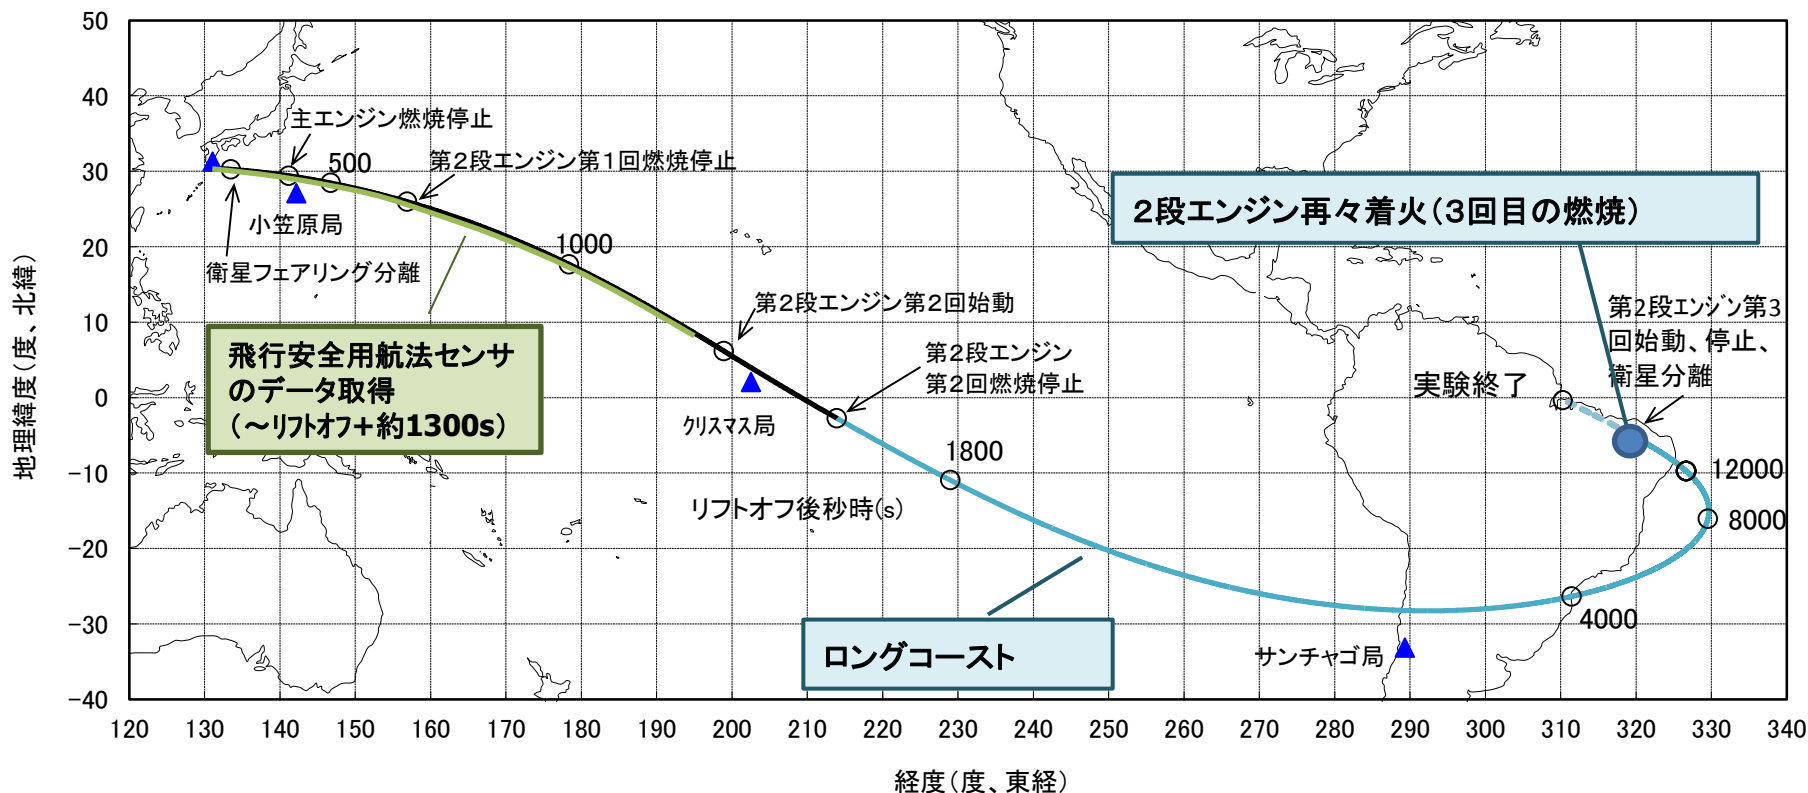 50
40
30
20
10
0
-10
-20
-30
-40
地理緯度(度、北緯)
120 130 140 150 160 170 180 190 200 210 220 230 240 250 260 270 280 290 300 310 320 330 340
経度(度、東経)
主エンジン燃焼停止
500
第2段エンジン第1回燃焼停止
小笠原局
衛星フェアリング分離
1000
飛行安全用航法センサ
のデータ取得
(~リフトオフ+約1300s)
第2段エンジン第2回始動
第2段エンジン
第2回燃焼停止
クリスマス局
1800
リフトオフ後秒時(s)
ロングコースト
2段エンジン再々着火(3回目の燃焼)
第2段エンジン第3
回始動、停止、
衛星分離
実験終了
12000
8000
4000
サンチャゴ局